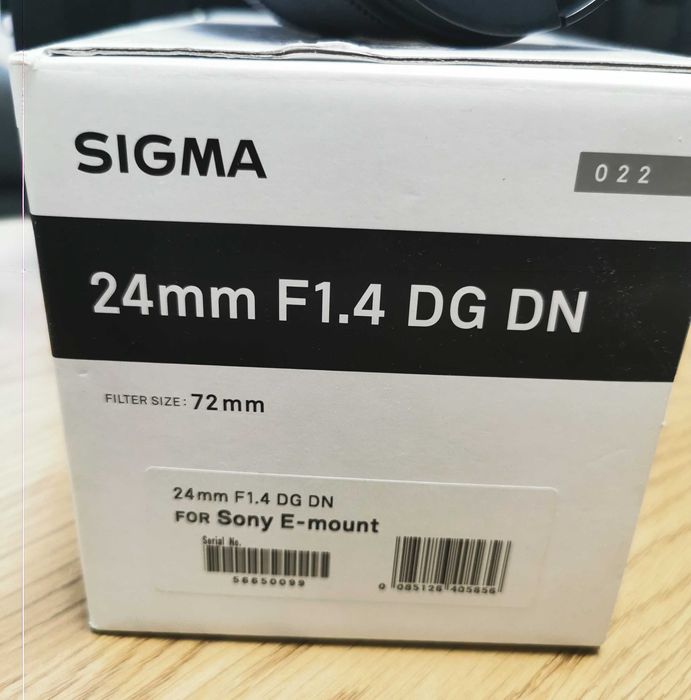 SIGMA
022
24mm F1.4 DG DN
FILTER SIZE: 72mm
24mm F1.4 DG DN
FOR Sony E-mount
Serial No.
56650099
0 085126 405656